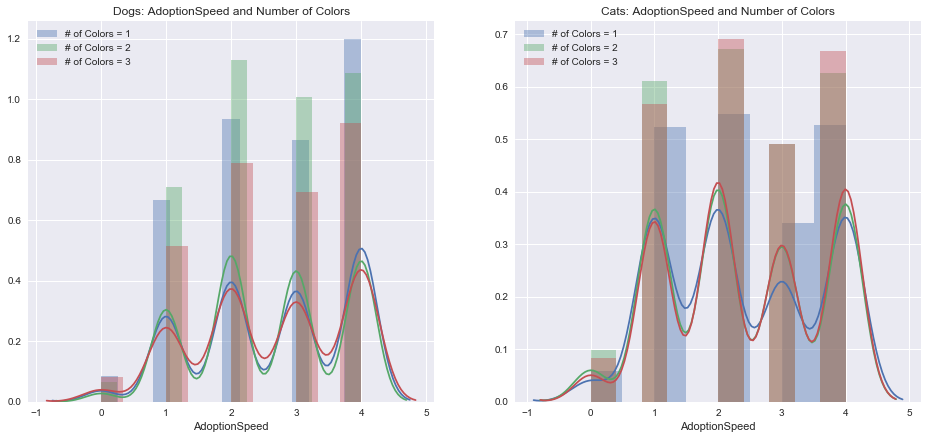 Dogs: AdoptionSpeed and Number of Colors
# of Colors = 1
# of Colors = 2
# of Colors = 3
1.2
1.0
0.8
0.6
0.4
0.2
0.0
−1 0 1 2 3 4 5
AdoptionSpeed
Cats: AdoptionSpeed and Number of Colors
# of Colors = 1
# of Colors = 2
# of Colors = 3
0.7
0.6
0.5
0.4
0.3
0.2
0.1
0.0
−1 0 1 2 3 4 5
AdoptionSpeed